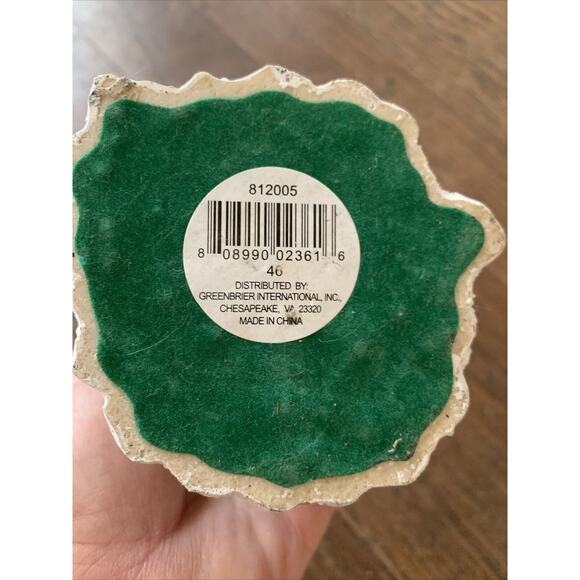 812005
8 08990 02361 6
46
DISTRIBUTED BY:
GREENBRIER INTERNATIONAL, INC.,
CHESAPEAKE, VA 23320
MADE IN CHINA